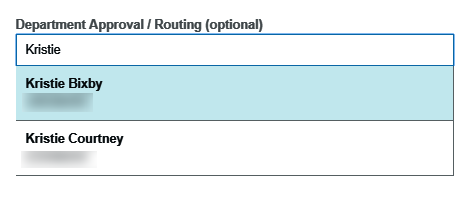 Department Approval / Routing (optional)
Kristie
Kristie Bixby
Kristie Courtney